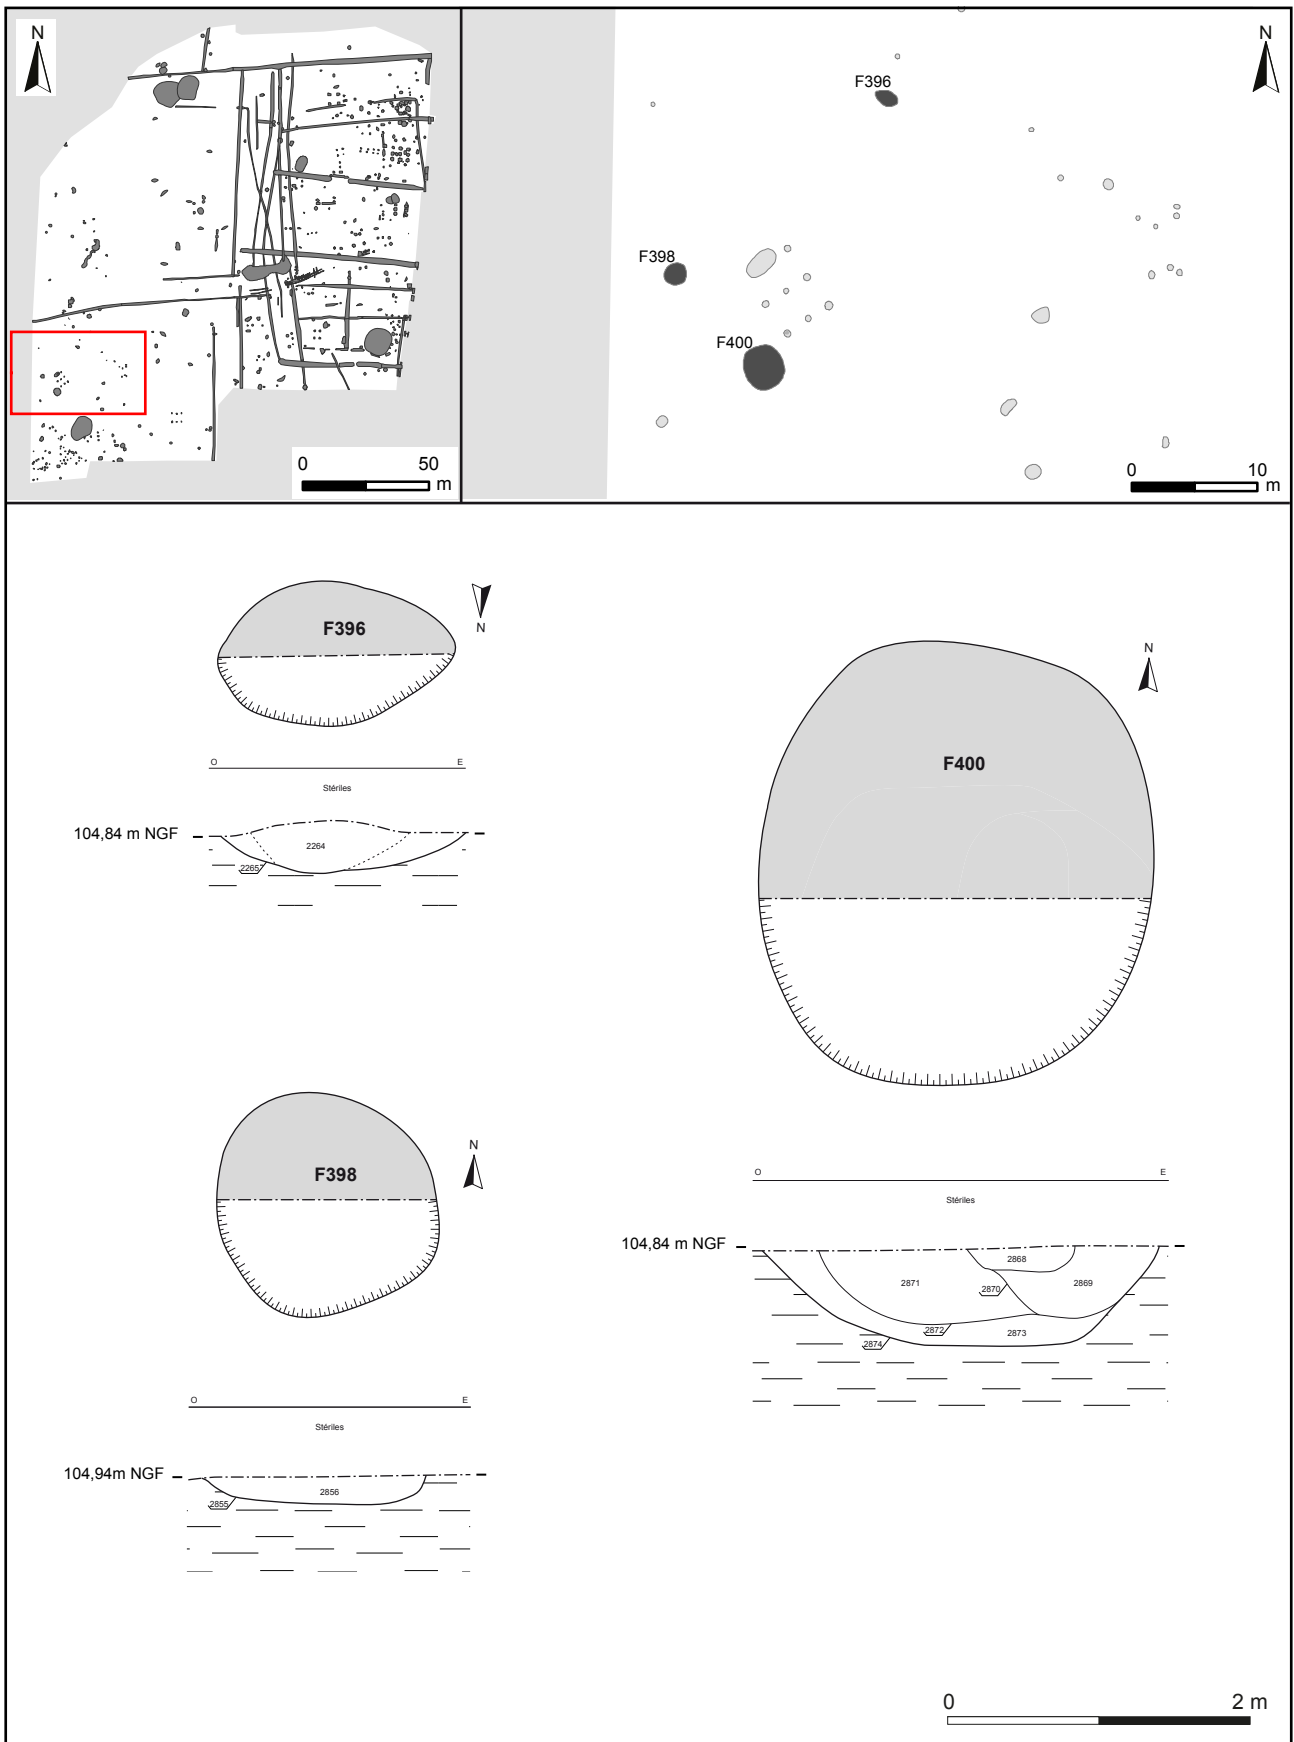 N
0 50
m
N
F396
F398
F400
0 10
m
F396
N
O E
Stériles
104,84 m NGF
2264
2265
N
F400
O E
Stériles
104,84 m NGF
2868
2871
2870
2869
2872
2873
2874
N
F398
O E
Stériles
104,94m NGF
2856
2855
0 2 m